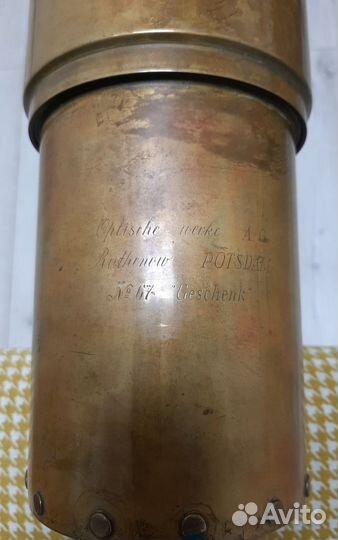 Optische werke A.G.
Rathenow POTSDAM
№ 67 "Geschenk"
Avito